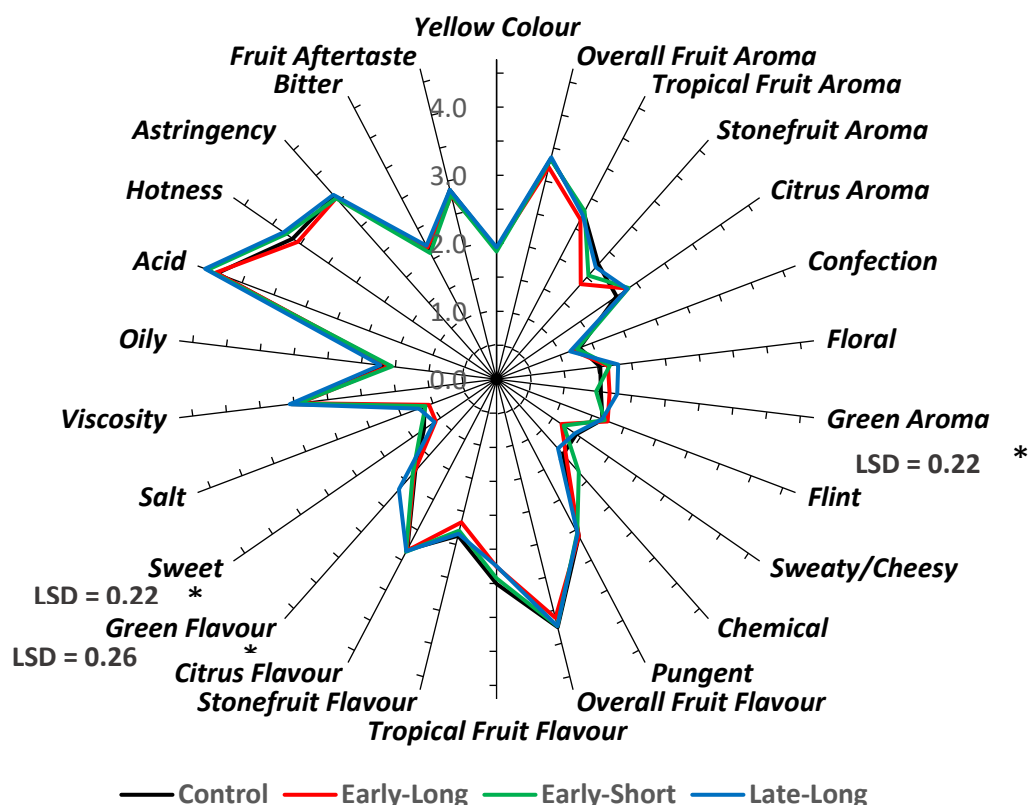 Yellow Colour
Fruit Aftertaste
Overall Fruit Aroma
Bitter
Tropical Fruit Aroma
4.0
Astringency
Stonefruit Aroma
3.0
Hotness
Citrus Aroma
2.0
Acid
Confection
1.0
Oily
Floral
0.0
Viscosity
Green Aroma
LSD = 0.22 *
Salt
Flint
Sweet
Sweaty/Cheesy
LSD = 0.22 *
Green Flavour
Chemical
LSD = 0.26 *
Citrus Flavour
Pungent
Stonefruit Flavour
Overall Fruit Flavour
Tropical Fruit Flavour
Control Early-Long Early-Short Late-Long